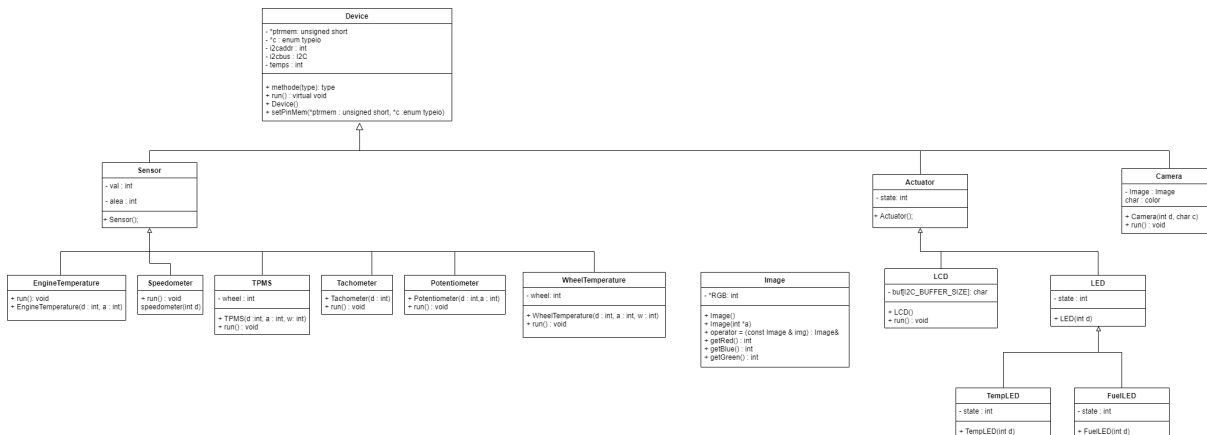 Device
- *ptrmem: unsigned short
- *c : enum typeio
- i2caddr : int
- i2cbus : I2C
- temps : int
+ methode(type): type
+ run() : virtual void
+ Device()
+ setPinMem(*ptrmem : unsigned short, *c :enum typeio)
Sensor
- val : int
- alea : int
+ Sensor();
Actuator
- state: int
+ Actuator();
Camera
- Image : Image
char : color
+ Camera(int d, char c)
+ run() : void
EngineTemperature
+ run(): void
+ EngineTemperature(d : int, a : int)
Speedometer
+ run() : void
speedometer(int d)
TPMS
- wheel : int
+ TPMS(d :int, a : int, w: int)
+ run() : void
Tachometer
+ Tachometer(d : int)
+ run() : void
Potentiometer
+ Potentiometer(d : int,a : int)
+ run() : void
WheelTemperature
- wheel: int
+ WheelTemperature(d : int, a : int, w : int)
+ run() : void
Image
- *RGB: int
+ Image()
+ Image(int *a)
+ operator = (const Image & img) : Image&
+ getRed() : int
+ getBlue() : int
+ getGreen() : int
LCD
- buf[I2C_BUFFER_SIZE]: char
+ LCD()
+ run() : void
LED
- state : int
+ LED(int d)
TempLED
- state : int
+ TempLED(int d)
FuelLED
- state : int
+ FuelLED(int d)